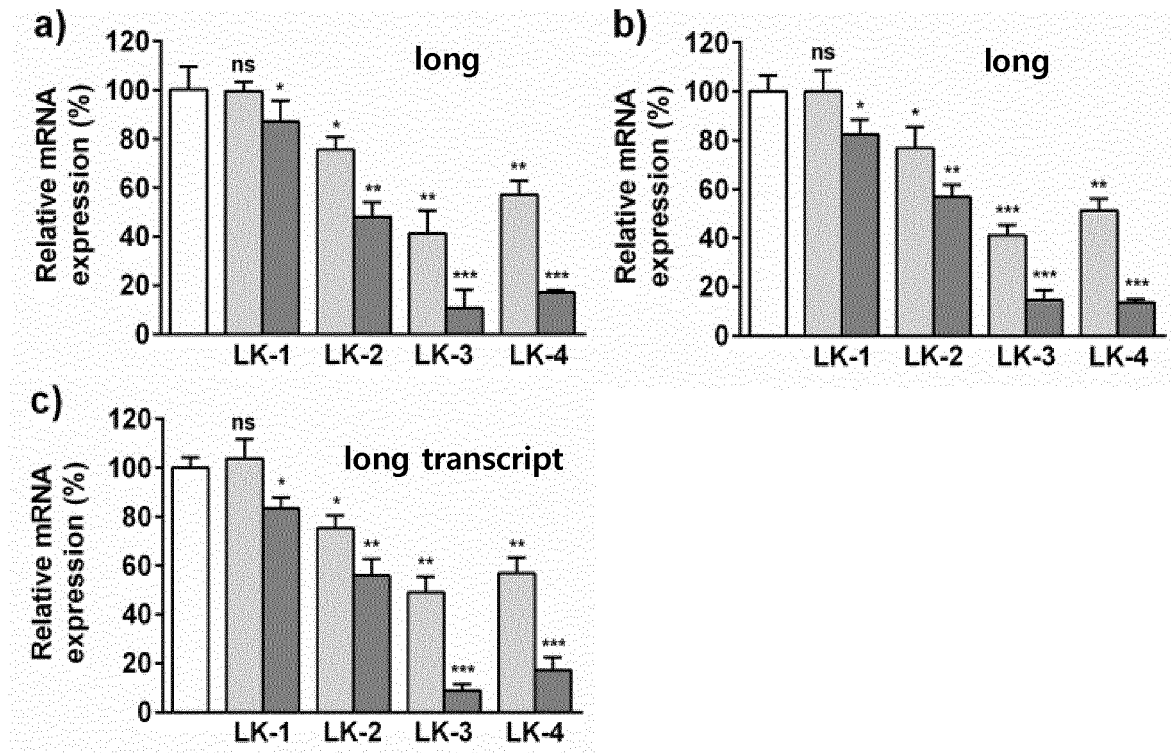 a)
long
Relative mRNA
expression (%)
120
100
80
60
40
20
0
ns
*
*
**
**
***
**
***
LK-1 LK-2 LK-3 LK-4
b)
long
Relative mRNA
expression (%)
120
100
80
60
40
20
0
ns
*
*
**
***
***
**
***
LK-1 LK-2 LK-3 LK-4
c)
long transcript
Relative mRNA
expression (%)
120
100
80
60
40
20
0
ns
*
*
**
**
***
**
***
LK-1 LK-2 LK-3 LK-4